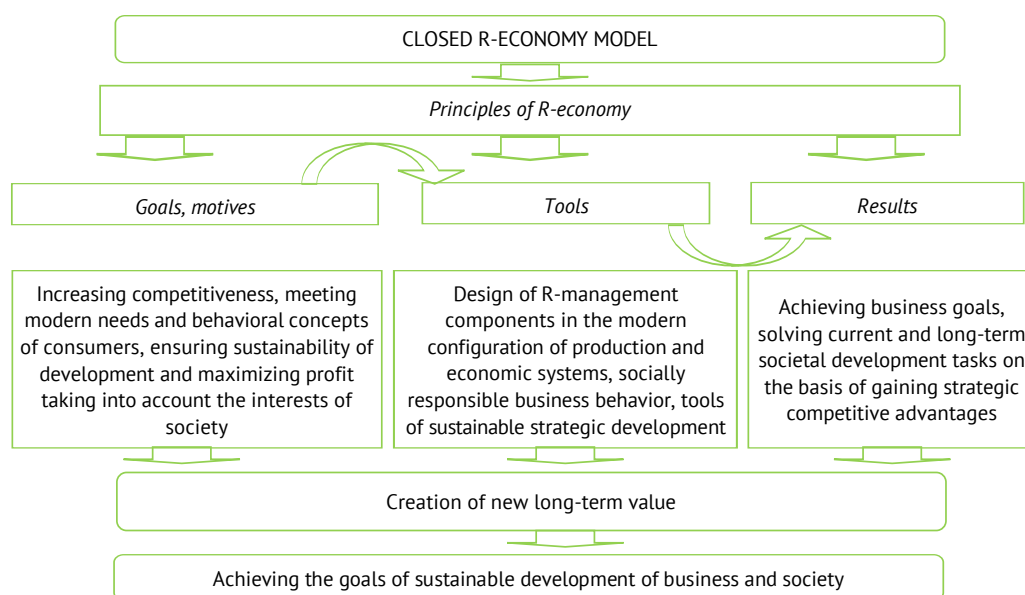 CLOSED R-ECONOMY MODEL
Principles of R-economy
Goals, motives
Tools
Results
Increasing competitiveness, meeting
modern needs and behavioral concepts
of consumers, ensuring sustainability of
development and maximizing profit
taking into account the interests of
society
Design of R-management
components in the modern
configuration of production and
economic systems, socially
responsible business behavior, tools
of sustainable strategic development
Achieving business goals,
solving current and long-term
societal development tasks on
the basis of gaining strategic
competitive advantages
Creation of new long-term value
Achieving the goals of sustainable development of business and society